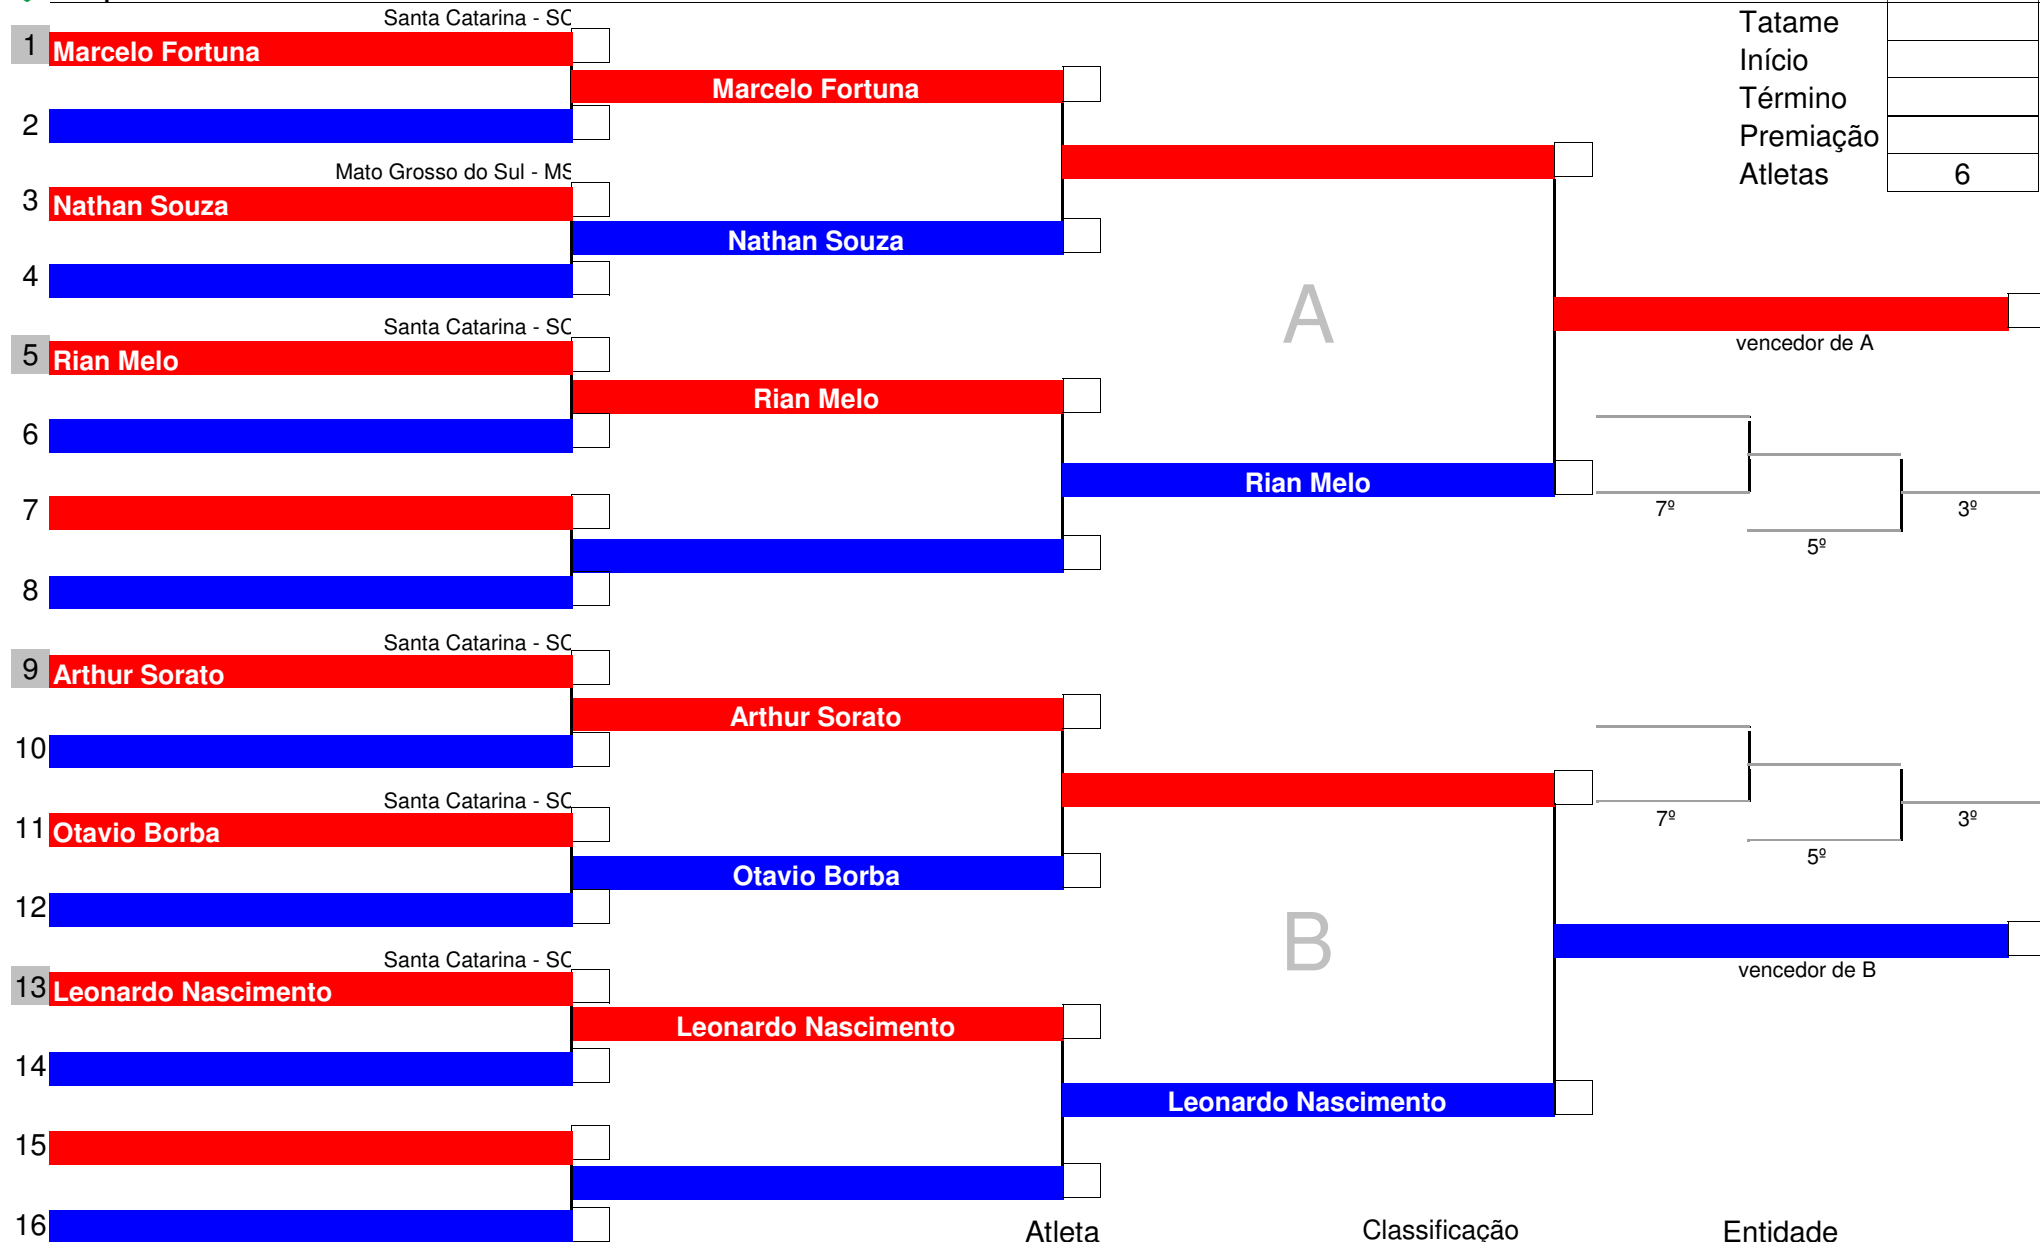 Santa Catarina - SC
1 Marcelo Fortuna
Marcelo Fortuna
2
Mato Grosso do Sul - MS
3 Nathan Souza
Nathan Souza
4
Santa Catarina - SC
5 Rian Melo
Rian Melo
6
Rian Melo
7
8
Santa Catarina - SC
9 Arthur Sorato
Arthur Sorato
10
Santa Catarina - SC
11 Otavio Borba
Otavio Borba
12
Santa Catarina - SC
13 Leonardo Nascimento
Leonardo Nascimento
14
Leonardo Nascimento
15
16
A
B
Tatame
Início
Término
Premiação
Atletas 6
vencedor de A
7º
3º
5º
7º
3º
5º
vencedor de B
Atleta Classificação Entidade